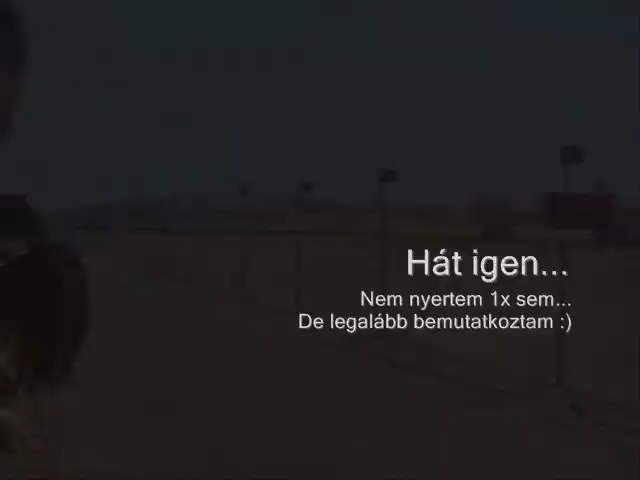 Hát igen...
Nem nyertem 1x sem...
De legalább bemutatkoztam :)